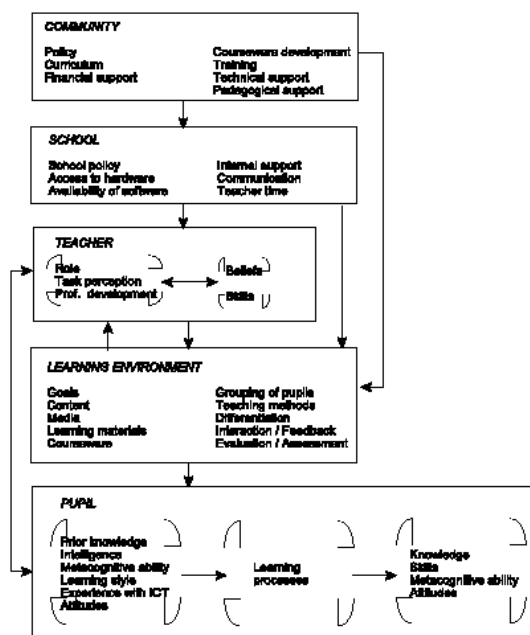 COMMUNITY
Policy
Curriculum
Financial support
Courseware development
Training
Technical support
Pedagogical support
SCHOOL
School policy
Access to hardware
Availability of software
Internal support
Communication
Teacher time
TEACHER
Role
Task perception
Prof. development
Beliefs
Skills
LEARNING ENVIRONMENT
Goals
Content
Media
Learning materials
Courseware
Grouping of pupils
Teaching methods
Differentiation
Interaction / Feedback
Evaluation / Assessment
PUPIL
Prior knowledge
Intelligence
Metacognitive ability
Learning style
Experience with ICT
Attitudes
Learning
processes
Knowledge
Skills
Metacognitive ability
Attitudes